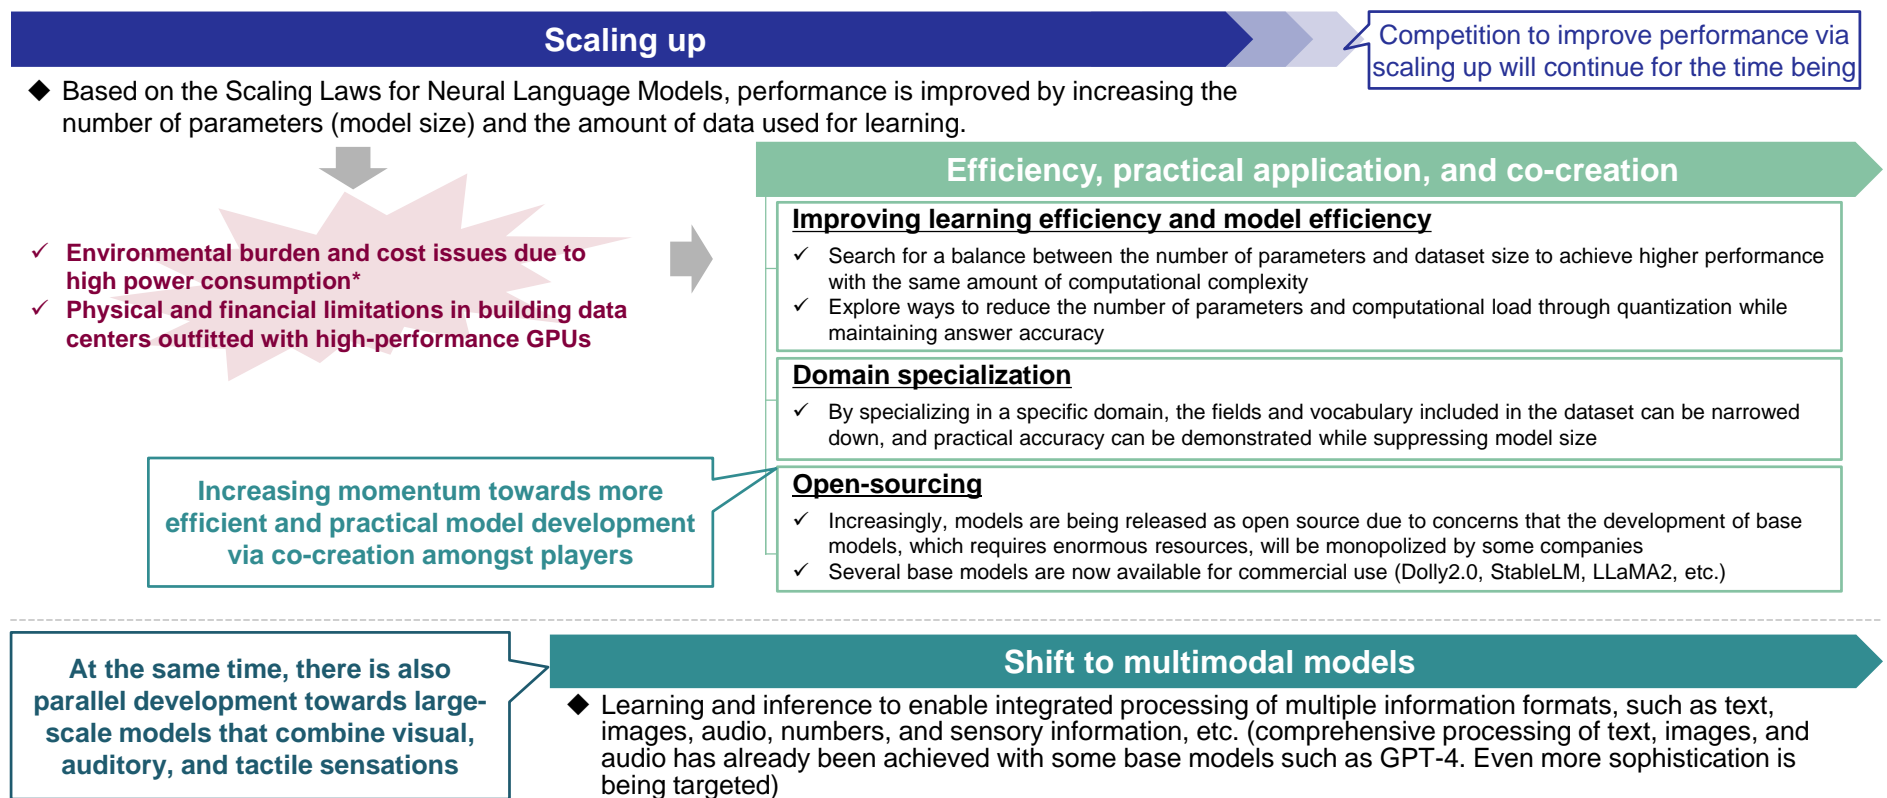 Scaling up
Competition to improve performance via
scaling up will continue for the time being
◆ Based on the Scaling Laws for Neural Language Models, performance is improved by increasing the
number of parameters (model size) and the amount of data used for learning.
✓ Environmental burden and cost issues due to
high power consumption*
✓ Physical and financial limitations in building data
centers outfitted with high-performance GPUs
Efficiency, practical application, and co-creation
Improving learning efficiency and model efficiency
✓ Search for a balance between the number of parameters and dataset size to achieve higher performance
with the same amount of computational complexity
✓ Explore ways to reduce the number of parameters and computational load through quantization while
maintaining answer accuracy
Domain specialization
✓ By specializing in a specific domain, the fields and vocabulary included in the dataset can be narrowed
down, and practical accuracy can be demonstrated while suppressing model size
Increasing momentum towards more
efficient and practical model development
via co-creation amongst players
Open-sourcing
✓ Increasingly, models are being released as open source due to concerns that the development of base
models, which requires enormous resources, will be monopolized by some companies
✓ Several base models are now available for commercial use (Dolly2.0, StableLM, LLaMA2, etc.)
At the same time, there is also
parallel development towards large-
scale models that combine visual,
auditory, and tactile sensations
Shift to multimodal models
◆ Learning and inference to enable integrated processing of multiple information formats, such as text,
images, audio, numbers, and sensory information, etc. (comprehensive processing of text, images, and
audio has already been achieved with some base models such as GPT-4. Even more sophistication is
being targeted)